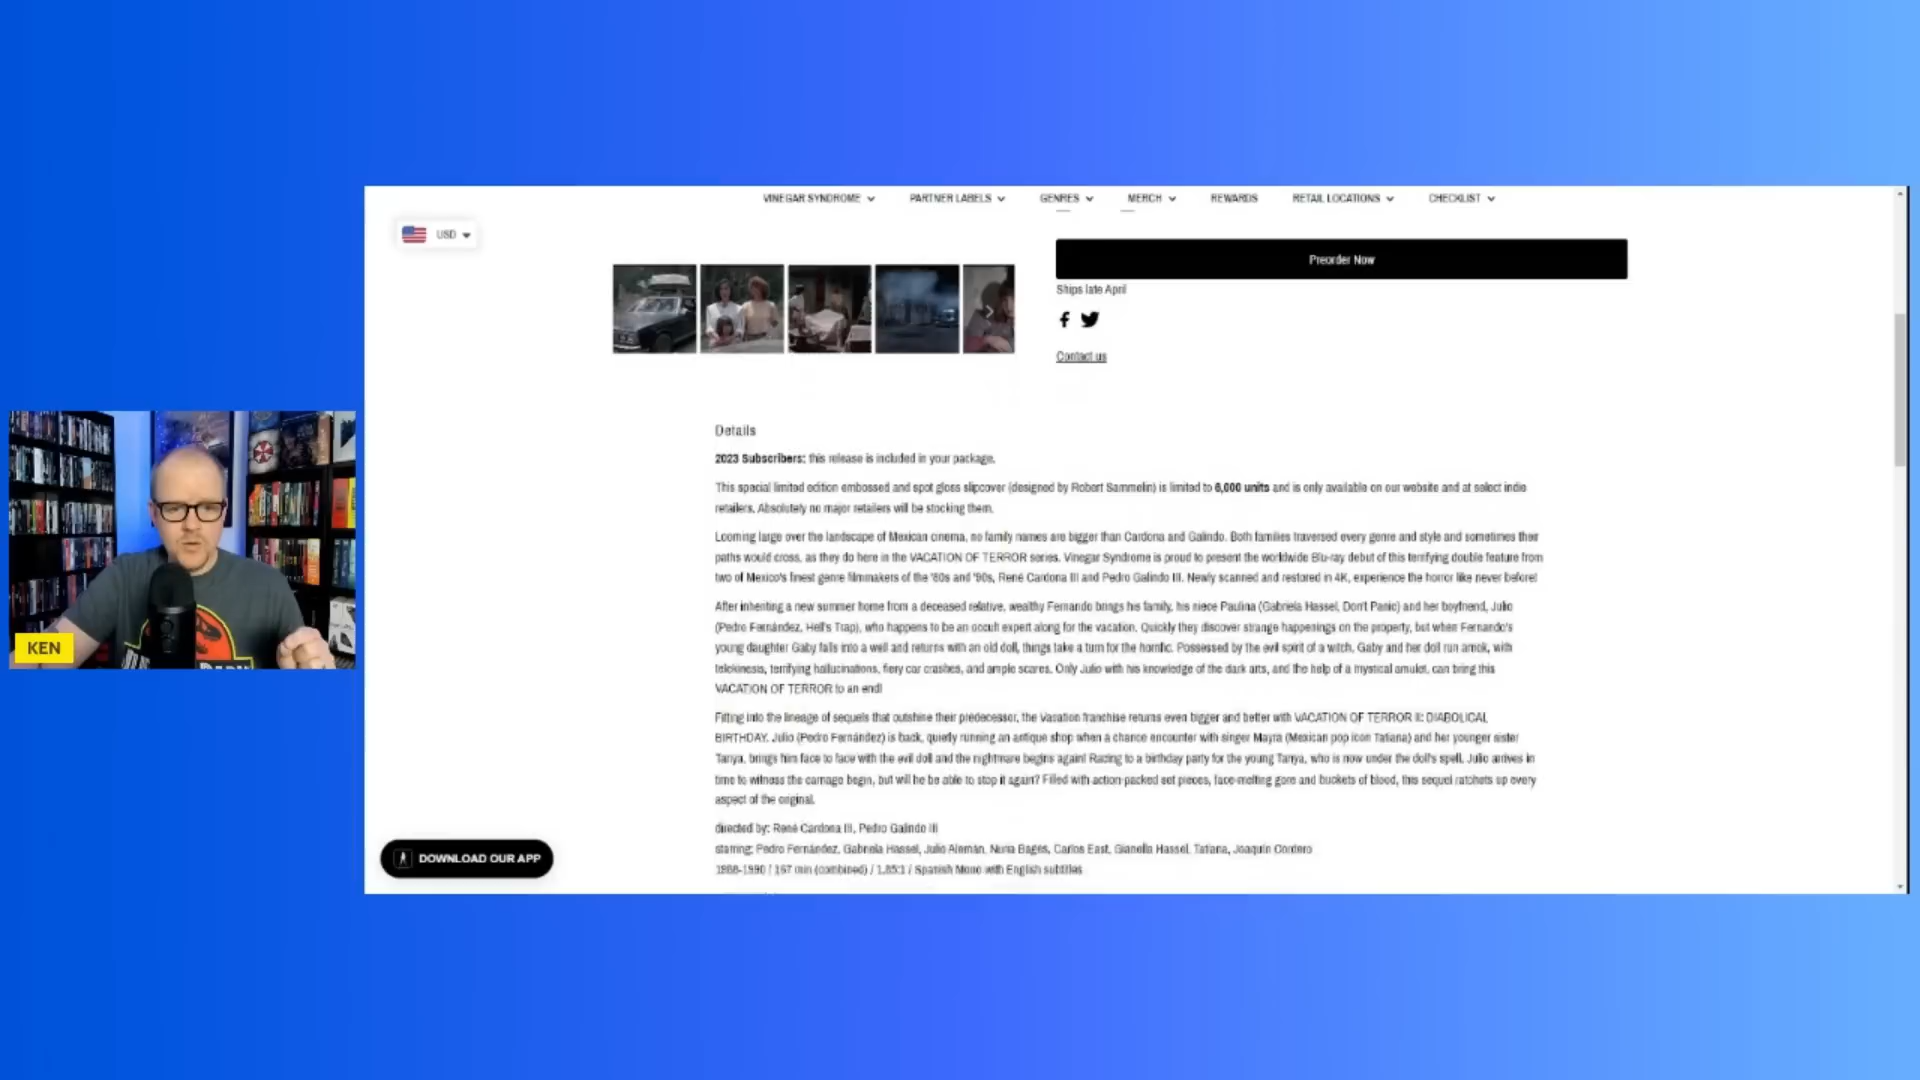 VINEGAR SYNDROME PARTNER LABELS GENRES MERCH REWARDS RETAIL LOCATIONS CHECKLIST
USD
Preorder Now
Ships late April
Contact us
Details
2023 Subscribers: this release is included in your package.
This special limited edition embossed and spot gloss slipcover (designed by Robert Sammelin) is limited to 6,000 units and is only available on our website and at select indie
retailers. Absolutely no major retailers will be stocking them.
Looming large over the landscape of Mexican cinema, no family names are bigger than Cardona and Galindo. Both families traversed every genre and style and sometimes their
paths would cross, as they do here in the VACATION OF TERROR series. Vinegar Syndrome is proud to present the worldwide Blu-ray debut of this terrifying double feature from
two of Mexico's finest genre filmmakers of the '80s and '90s, René Cardona III and Pedro Galindo III. Newly scanned and restored in 4K, experience the horror like never before!
After inheriting a new summer home from a deceased relative, wealthy Fernando brings his family, his niece Paulina (Gabriela Hassel, Don't Panic) and her boyfriend, Julio
(Pedro Fernández, Hell's Trap), who happens to be an occult expert along for the vacation. Quickly they discover strange happenings on the property, but when Fernando's
young daughter Gaby falls into a well and returns with an old doll, things take a turn for the horrific. Possessed by the evil spirit of a witch, Gaby and her doll run amok, with
telekinesis, terrifying hallucinations, fiery car crashes, and ample scares. Only Julio with his knowledge of the dark arts, and the help of a mystical amulet, can bring this
VACATION OF TERROR to an end!
Fitting into the lineage of sequels that outshine their predecessor, the Vacation franchise returns even bigger and better with VACATION OF TERROR II: DIABOLICAL
BIRTHDAY. Julio (Pedro Fernández) is back, quietly running an antique shop when a chance encounter with singer Mayra (Mexican pop icon Tatiana) and her younger sister
Tanya, brings him face to face with the evil doll and the nightmare begins again! Racing to a birthday party for the young Tanya, who is now under the doll's spell, Julio arrives in
time to witness the carnage begin, but will he be able to stop it again? Filled with action-packed set pieces, face-melting gore and buckets of blood, this sequel ratchets up every
aspect of the original.
directed by: René Cardona III, Pedro Galindo III
starring: Pedro Fernández, Gabriela Hassel, Julio Alemán, Nuria Bages, Carlos East, Gianella Hassel, Tatiana, Joaquín Cordero
1988-1990 / 167 min (combined) / 1.85:1 / Spanish Mono with English subtitles
DOWNLOAD OUR APP
KEN